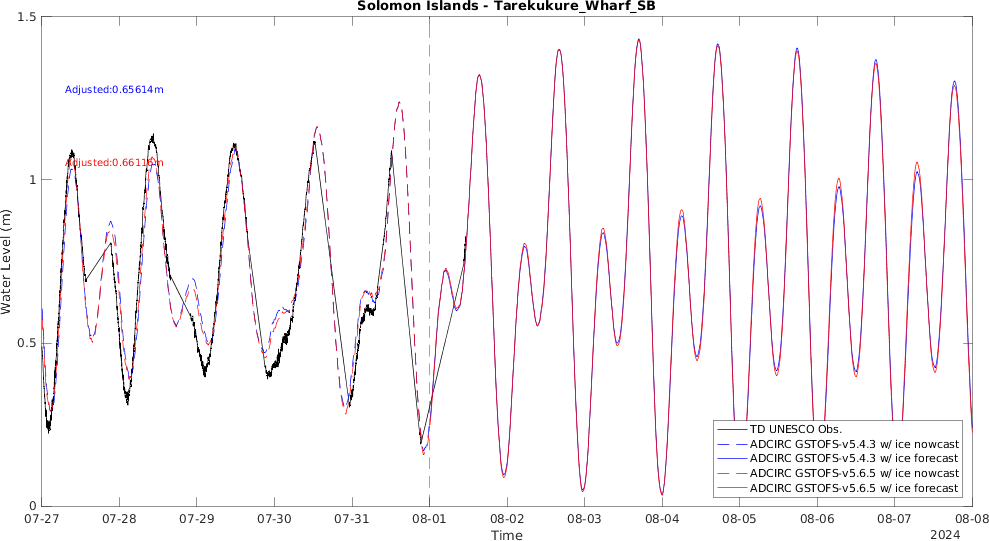 Solomon Islands - Tarekukure_Wharf_SB
1.5
Adjusted:0.65614m
Adjusted:0.66116m
1
Water Level (m)
0.5
TD UNESCO Obs.
ADCIRC GSTOFS-v5.4.3 w/ ice nowcast
ADCIRC GSTOFS-v5.4.3 w/ ice forecast
ADCIRC GSTOFS-v5.6.5 w/ ice nowcast
ADCIRC GSTOFS-v5.6.5 w/ ice forecast
0
07-27 07-28 07-29 07-30 07-31 08-01 08-02 08-03 08-04 08-05 08-06 08-07 08-08
Time
2024